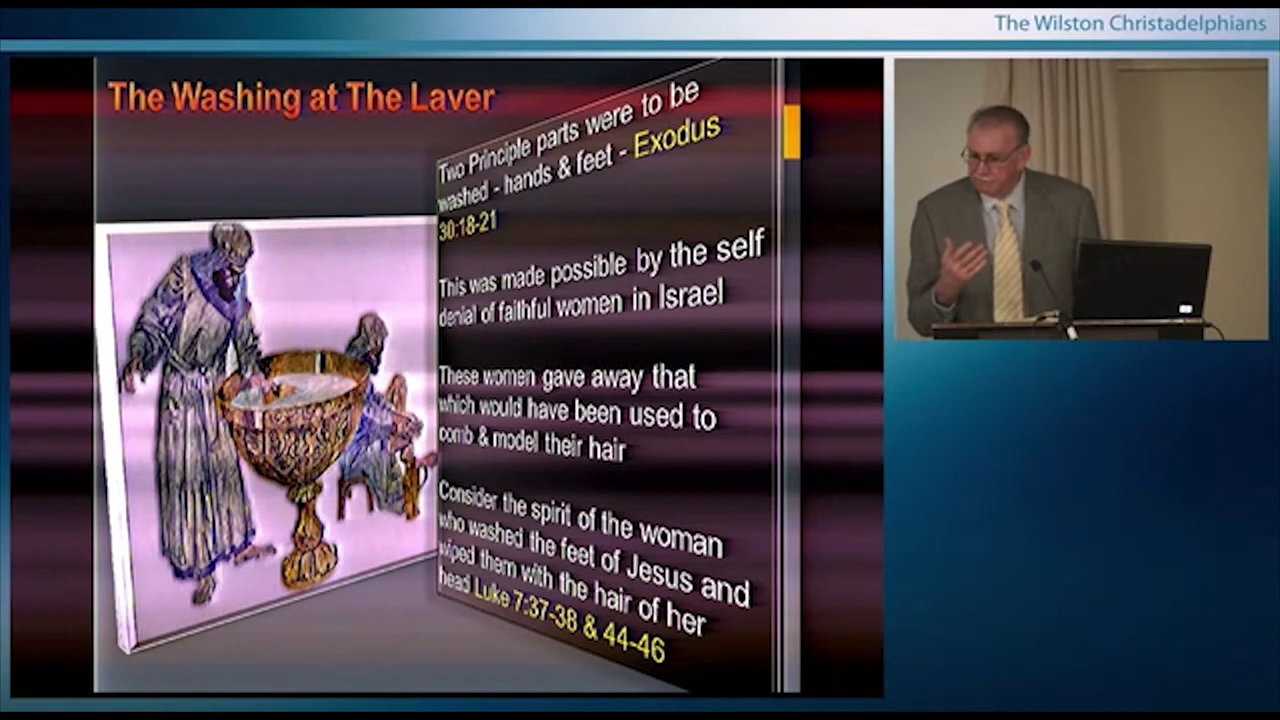 The Wilston Christadelphians
The Washing at The Laver
Two Principle parts were to be
washed - hands & feet - Exodus
30:18-21
This was made possible by the self
denial of faithful women in Israel
These women gave away that
which would have been used to
comb & model their hair
Consider the spirit of the woman
who washed the feet of Jesus and
wiped them with the hair of her
head Luke 7:37-38 & 44-46